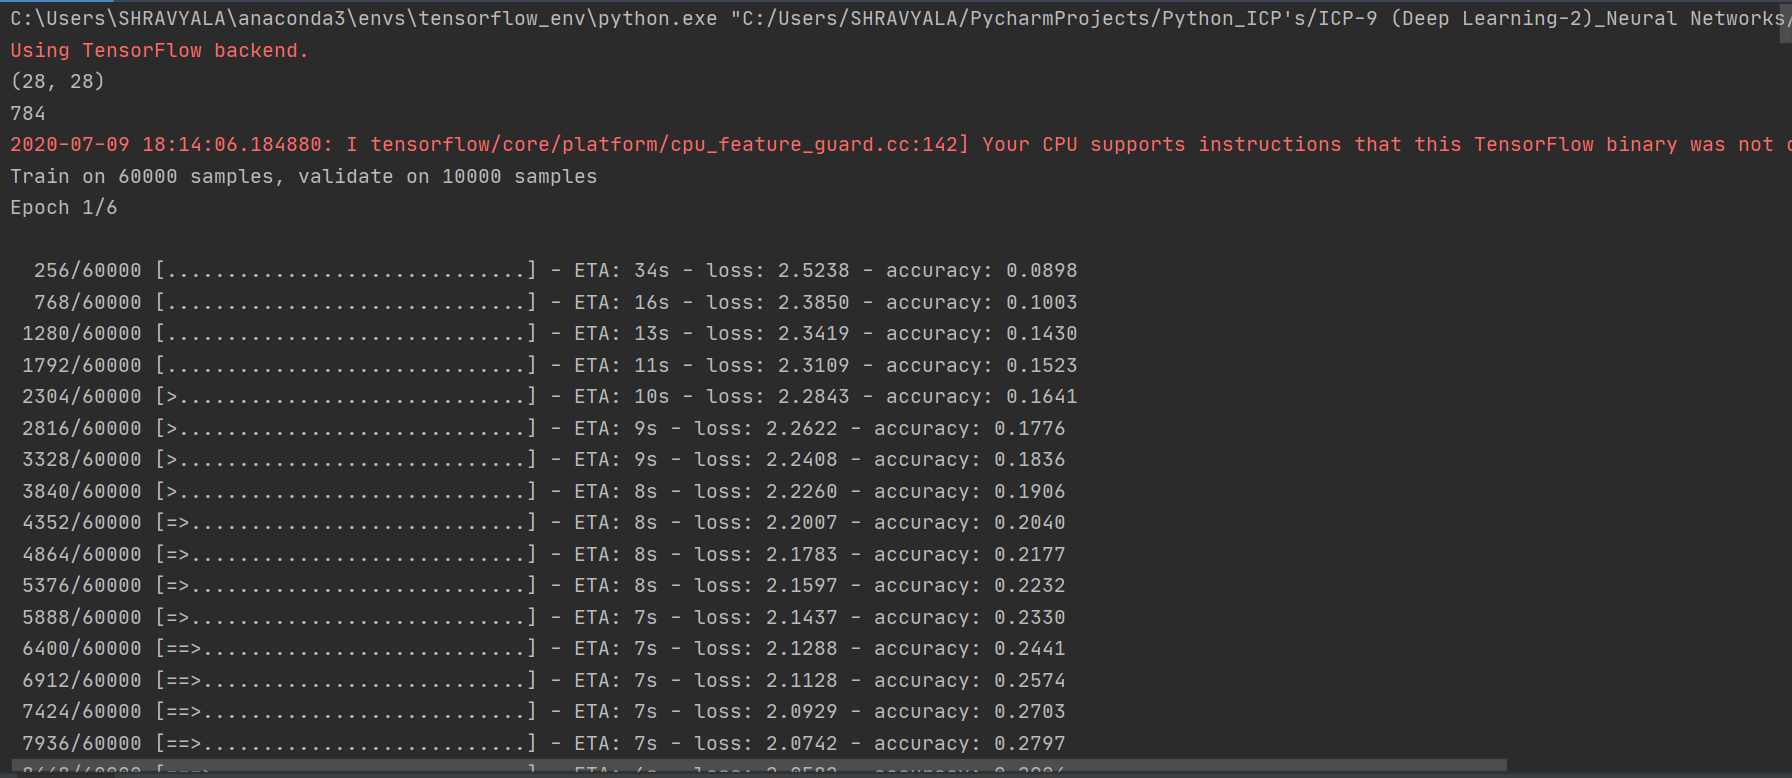 C:\Users\SHRAVYALA\anaconda3\envs\tensorflow_env\python.exe "C:/Users/SHRAVYALA/PycharmProjects/Python_ICP's/ICP-9 (Deep Learning-2)_Neural Networks/
Using TensorFlow backend.
(28, 28)
784
2020-07-09 18:14:06.184880: I tensorflow/core/platform/cpu_feature_guard.cc:142] Your CPU supports instructions that this TensorFlow binary was not
Train on 60000 samples, validate on 10000 samples
Epoch 1/6
256/60000 [..............................] - ETA: 34s - loss: 2.5238 - accuracy: 0.0898
768/60000 [..............................] - ETA: 16s - loss: 2.3850 - accuracy: 0.1003
1280/60000 [..............................] - ETA: 13s - loss: 2.3419 - accuracy: 0.1430
1792/60000 [..............................] - ETA: 11s - loss: 2.3109 - accuracy: 0.1523
2304/60000 [>.............................] - ETA: 10s - loss: 2.2843 - accuracy: 0.1641
2816/60000 [>.............................] - ETA: 9s - loss: 2.2622 - accuracy: 0.1776
3328/60000 [>.............................] - ETA: 9s - loss: 2.2408 - accuracy: 0.1836
3840/60000 [>.............................] - ETA: 8s - loss: 2.2260 - accuracy: 0.1906
4352/60000 [=>............................] - ETA: 8s - loss: 2.2007 - accuracy: 0.2040
4864/60000 [=>............................] - ETA: 8s - loss: 2.1783 - accuracy: 0.2177
5376/60000 [=>............................] - ETA: 8s - loss: 2.1597 - accuracy: 0.2232
5888/60000 [=>............................] - ETA: 7s - loss: 2.1437 - accuracy: 0.2330
6400/60000 [==>...........................] - ETA: 7s - loss: 2.1288 - accuracy: 0.2441
6912/60000 [==>...........................] - ETA: 7s - loss: 2.1128 - accuracy: 0.2574
7424/60000 [==>...........................] - ETA: 7s - loss: 2.0929 - accuracy: 0.2703
7936/60000 [==>...........................] - ETA: 7s - loss: 2.0742 - accuracy: 0.2797